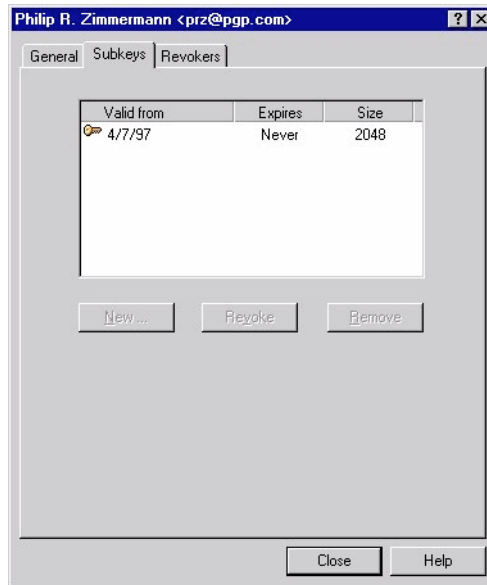 Philip R. Zimmermann <prz@pgp.com>
General Subkeys Revokers
Valid from Expires Size
4/7/97 Never 2048
New... Revoke Remove
Close Help